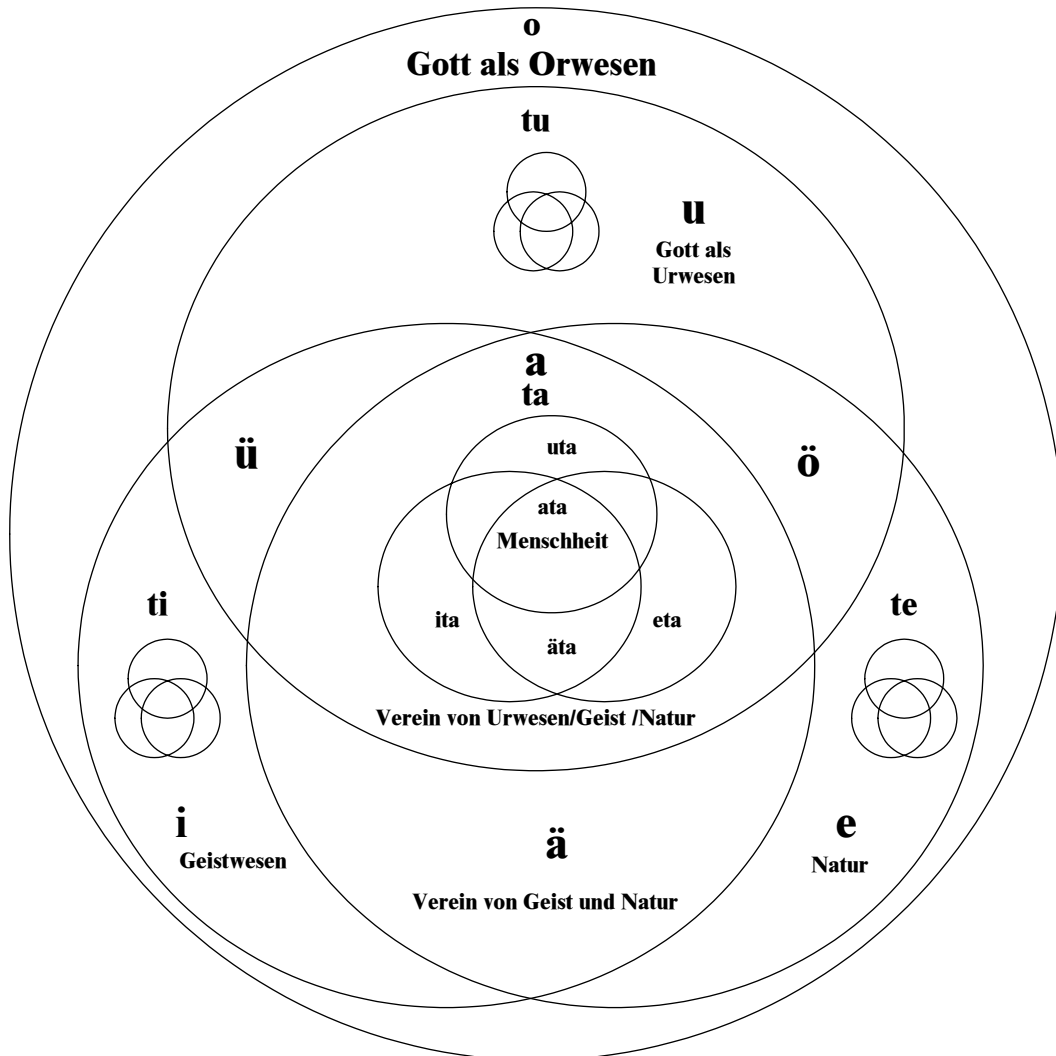 o
Gott als Orwesen
tu
u
Gott als
Urwesen
a
ta
ü
uta
ö
ata
Menschheit
ti
te
ita
eta
äta
Verein von Urwesen/Geist /Natur
i
e
ä
Geistwesen
Natur
Verein von Geist und Natur